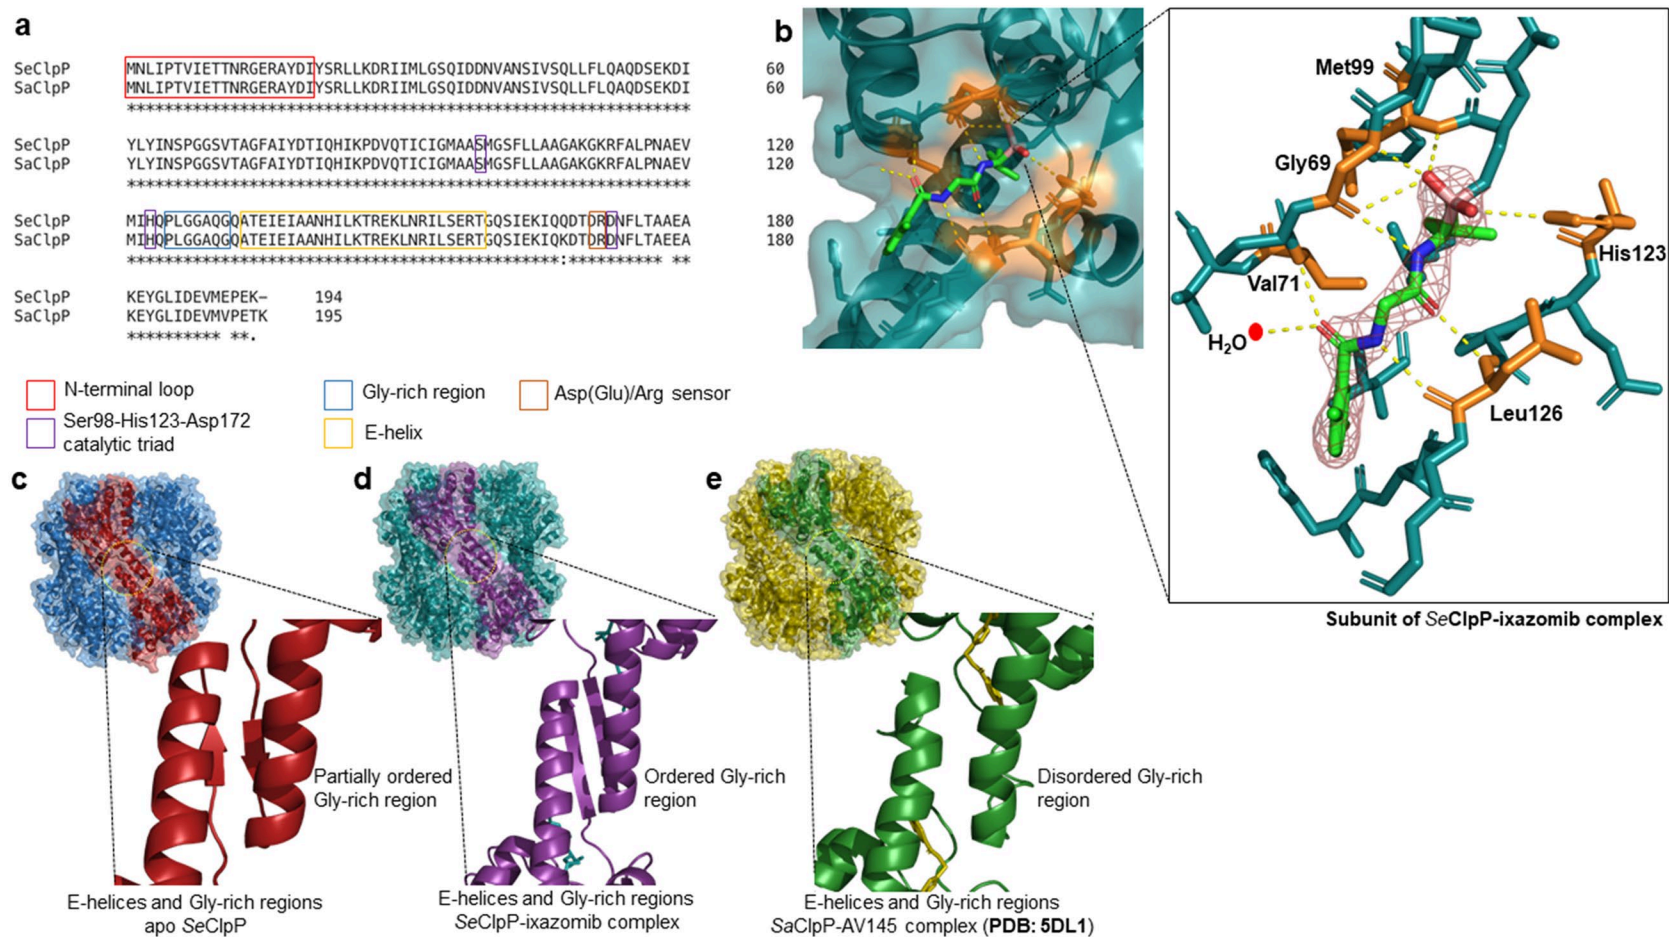 a
SeClpP MNLIPTVIETTNRGERAYDIYSRLLKDRIIMLGSQIDDNVANSIVSQLLFLQAQDSEKDI 60
SaClpP MNLIPTVIETTNRGERAYDIYSRLLKDRIIMLGSQIDDNVANSIVSQLLFLQAQDSEKDI 60
************************************************************
SeClpP YLYINSPGGSVTAGFAIYDTIQHIKPDVQTICIGMAASMGSFLLAAGAKGKRFALPNAEV 120
SaClpP YLYINSPGGSVTAGFAIYDTIQHIKPDVQTICIGMAASMGSFLLAAGAKGKRFALPNAEV 120
************************************************************
SeClpP MIHQPLGGAQGQATEIEIAANHILKTREKLNRILSERTGQSIEKIQQDTDRDNFLTAAEA 180
SaClpP MIHQPLGGAQGQATEIEIAANHILKTREKLNRILSERTGQSIEKIQKDTDRDNFLTAEEA 180
**********************************************:********** **
SeClpP KEYGLIDEVMEPEK– 194
SaClpP KEYGLIDEVMVPETK 195
********** **.
N-terminal loop
Gly-rich region
Asp(Glu)/Arg sensor
Ser98-His123-Asp172
catalytic triad
E-helix
b
Met99
Gly69
His123
Val71
H₂O
Leu126
Subunit of SeClpP-ixazomib complex
c
Partially ordered
Gly-rich region
E-helices and Gly-rich regions
apo SeClpP
d
Ordered Gly-rich
region
E-helices and Gly-rich regions
SeClpP-ixazomib complex
e
Disordered Gly-rich
region
E-helices and Gly-rich regions
SaClpP-AV145 complex (PDB: 5DL1)